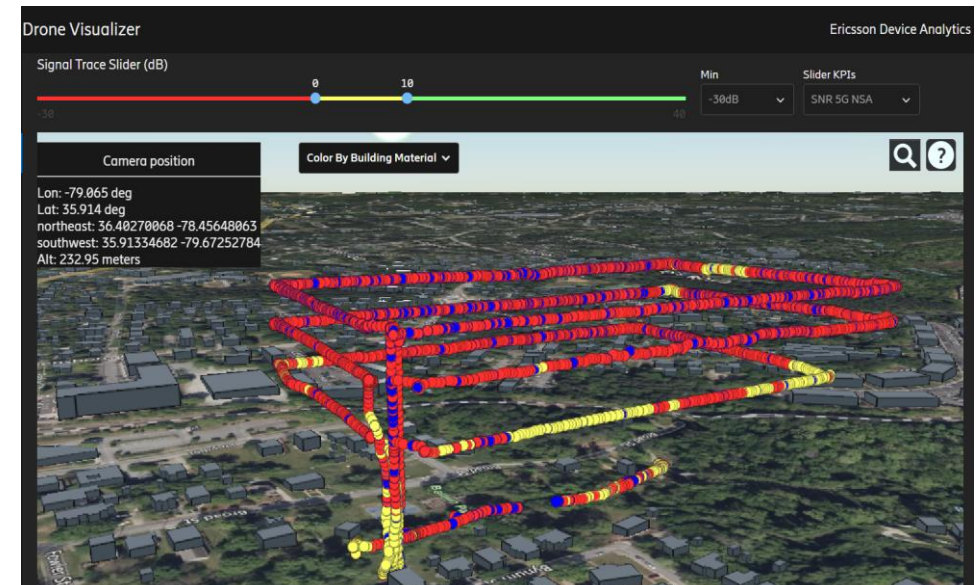 Drone Visualizer
Ericsson Device Analytics
Signal Trace Slider (dB)
0
10
-30
40
Min
-30dB
Slider KPIs
SNR 5G NSA
Camera position
Lon: -79.065 deg
Lat: 35.914 deg
northeast: 36.40270068 -78.45648063
southwest: 35.91334682 -79.67252784
Alt: 232.95 meters
Color By Building Material
?
Broad St